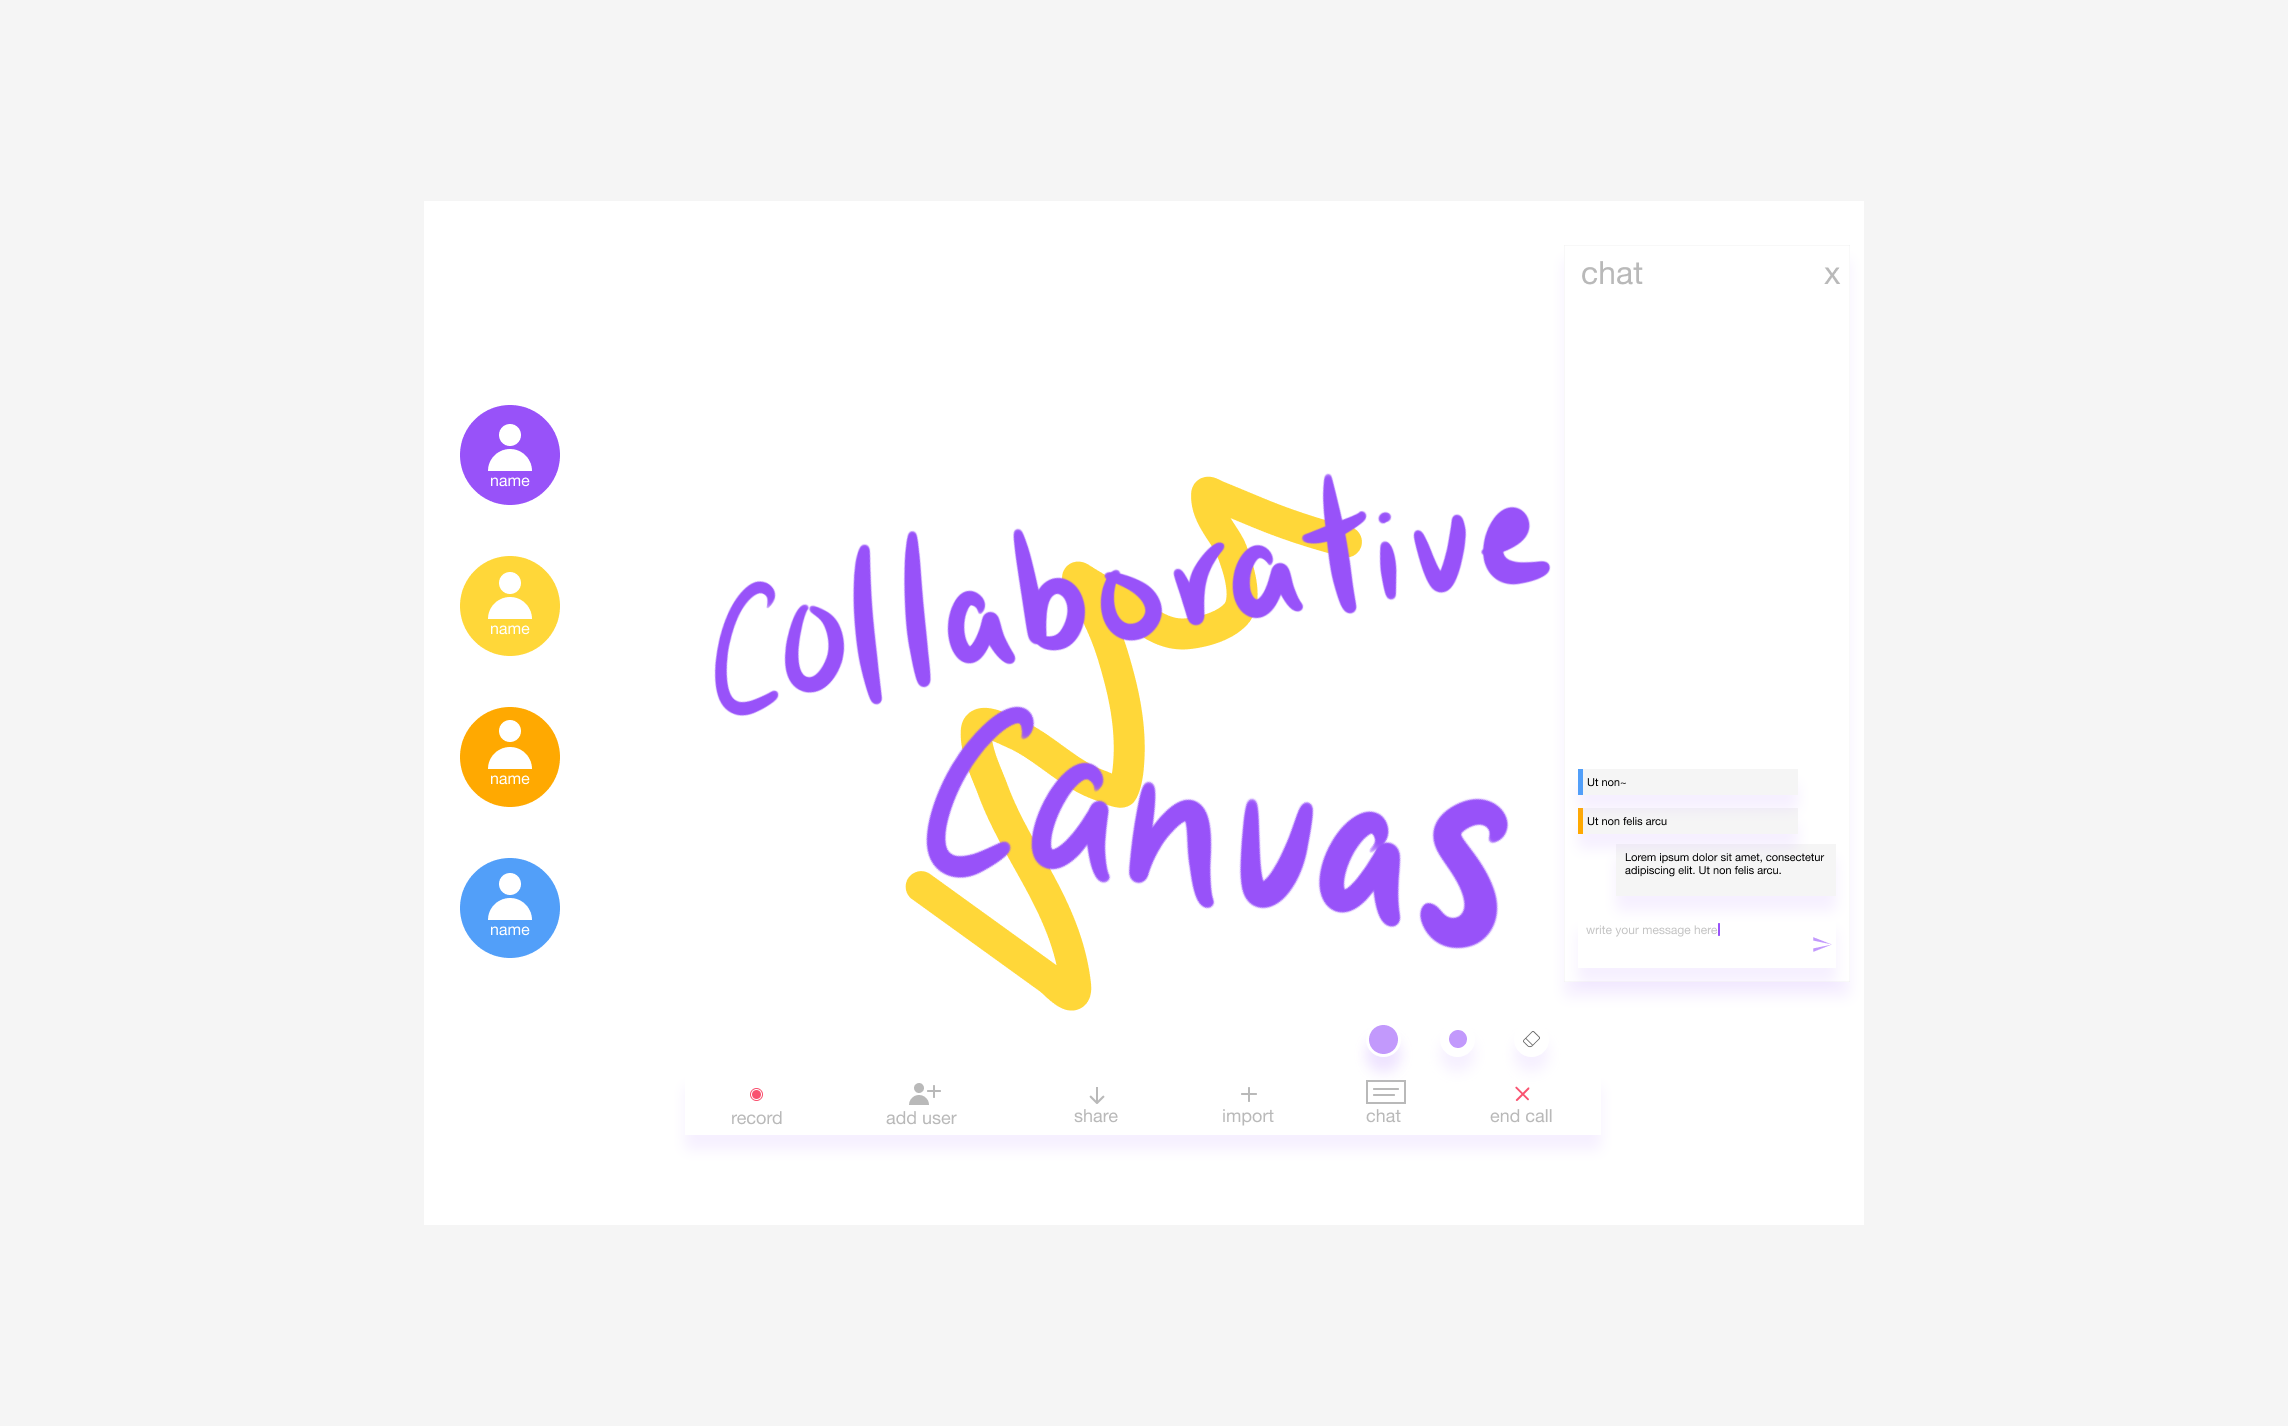 chat x
name
name
name
name
Collaborative
Canvas
Ut non~
Ut non felis arcu
Lorem ipsum dolor sit amet, consectetur
adipiscing elit. Ut non felis arcu.
write your message here
record add user share import chat end call